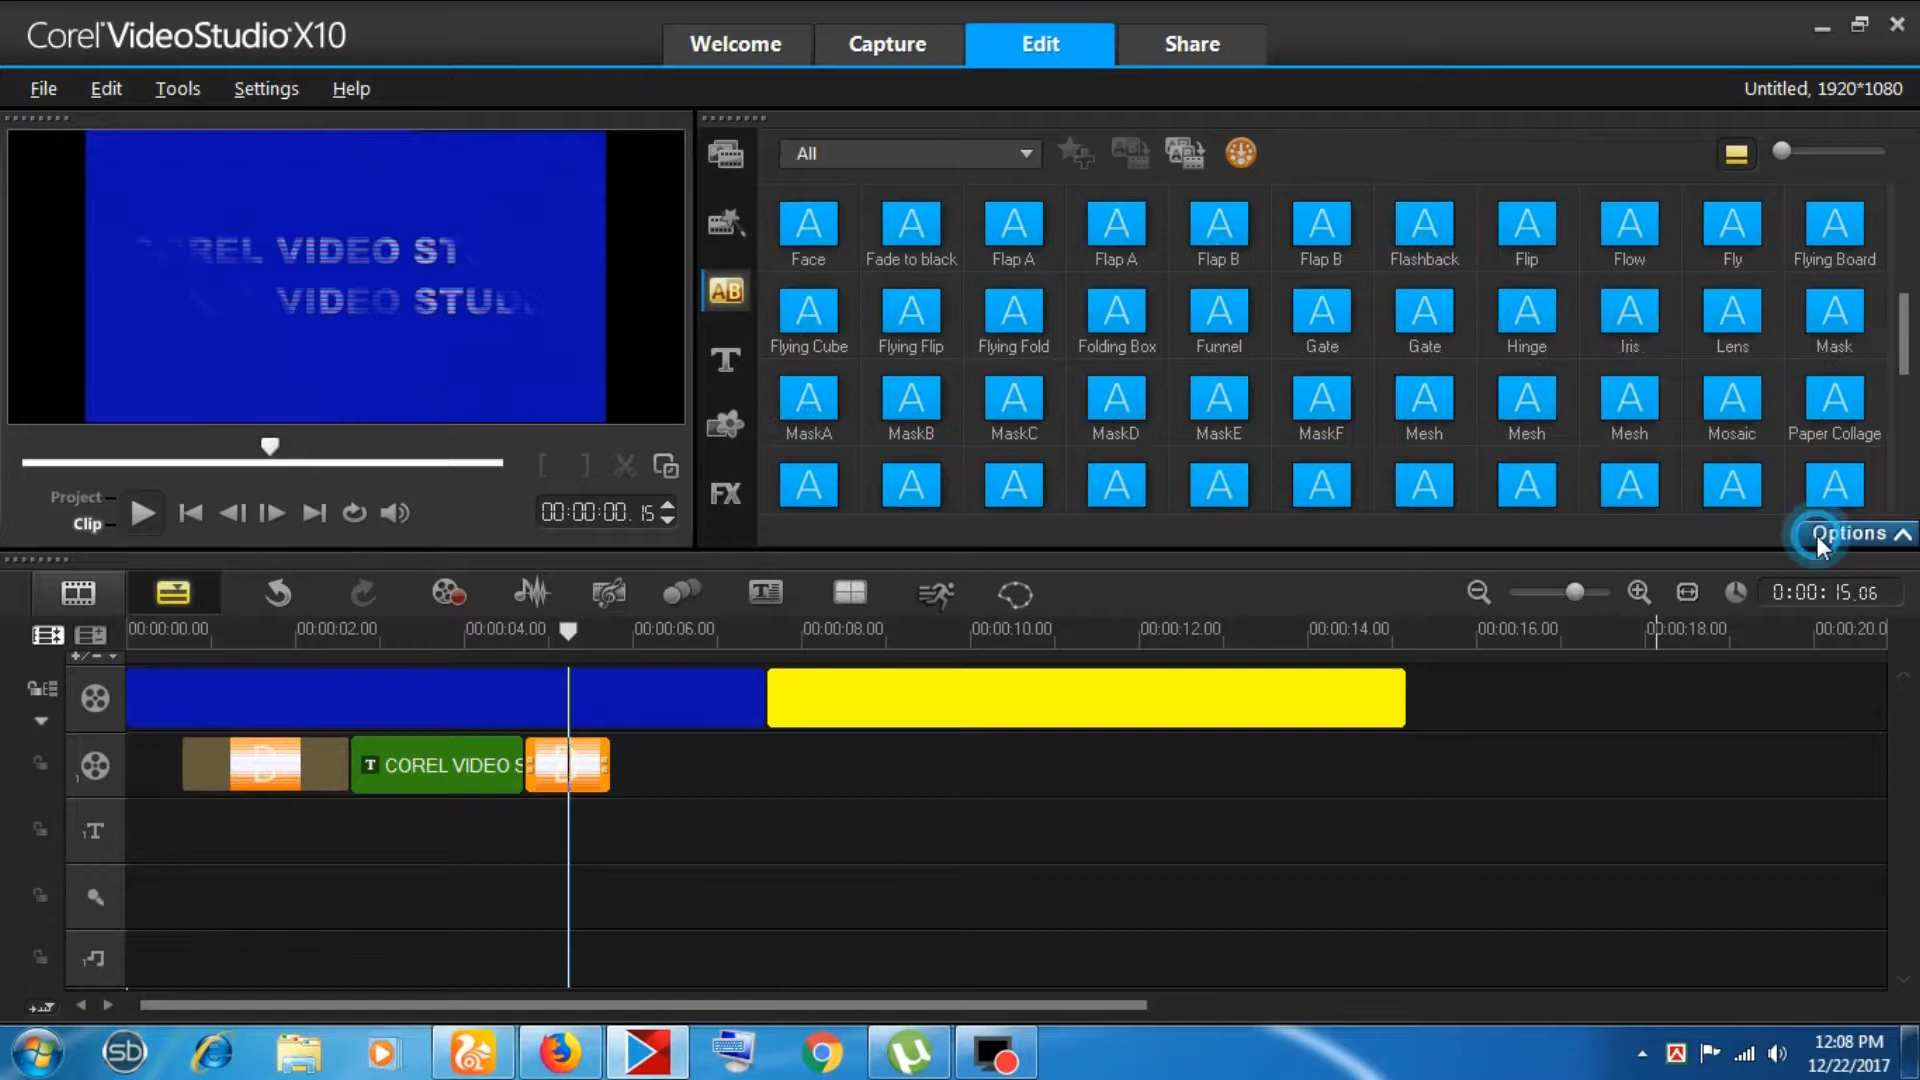 Corel VideoStudio X10
Welcome
Capture
Edit
Share
File
Edit
Tools
Settings
Help
Untitled, 1920*1080
COREL VIDEO ST
VIDEO STUD
All
Face
Fade to black
Flap A
Flap A
Flap B
Flap B
Flashback
Flip
Flow
Fly
Flying Board
Flying Cube
Flying Flip
Flying Fold
Folding Box
Funnel
Gate
Gate
Hinge
Iris
Lens
Mask
MaskA
MaskB
MaskC
MaskD
MaskE
MaskF
Mesh
Mesh
Mesh
Mosaic
Paper Collage
Project
Clip
00:00:00. 15
AB
T
FX
Options
0:00: 15.06
00:00:00.00
00:00:02.00
00:00:04.00
00:00:06.00
00:00:08.00
00:00:10.00
00:00:12.00
00:00:14.00
00:00:16.00
00:00:18.00
00:00:20.0
T COREL VIDEO S
12:08 PM
12/22/2017